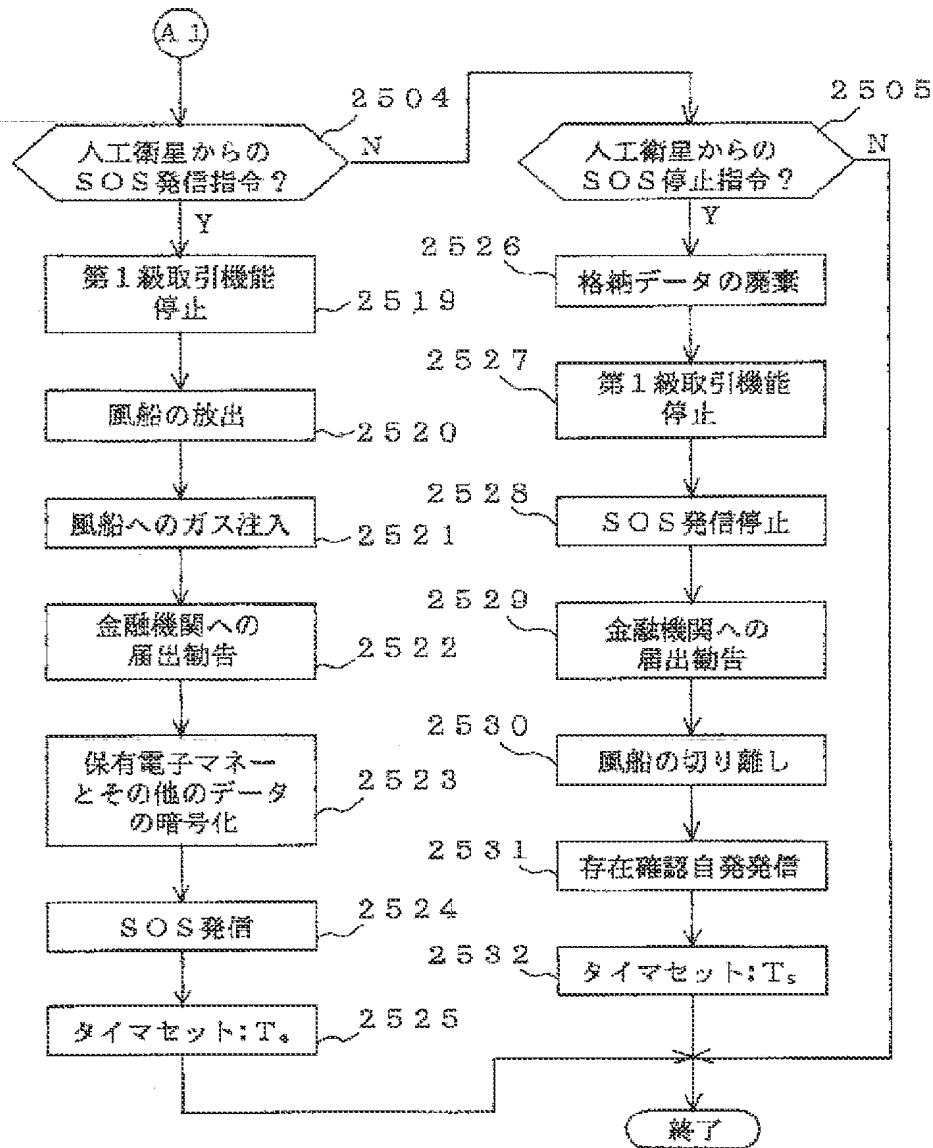 A1
2504
人工衛星からの
SOS発信指令?
N
Y
第1級取引機能
停止
2519
風船の放出
2520
風船へのガス注入
2521
金融機関への
届出勧告
2522
保有電子マネー
とその他のデータ
の暗号化
2523
SOS発信
2524
タイマセット:T
2525
2505
人工衛星からの
SOS停止指令?
N
Y
2526
格納データの廃棄
2527
第1級取引機能
停止
2528
SOS発信停止
2529
金融機関への
届出勧告
2530
風船の切り離し
2531
存在確認自発発信
2532
タイマセット:Ts
終了